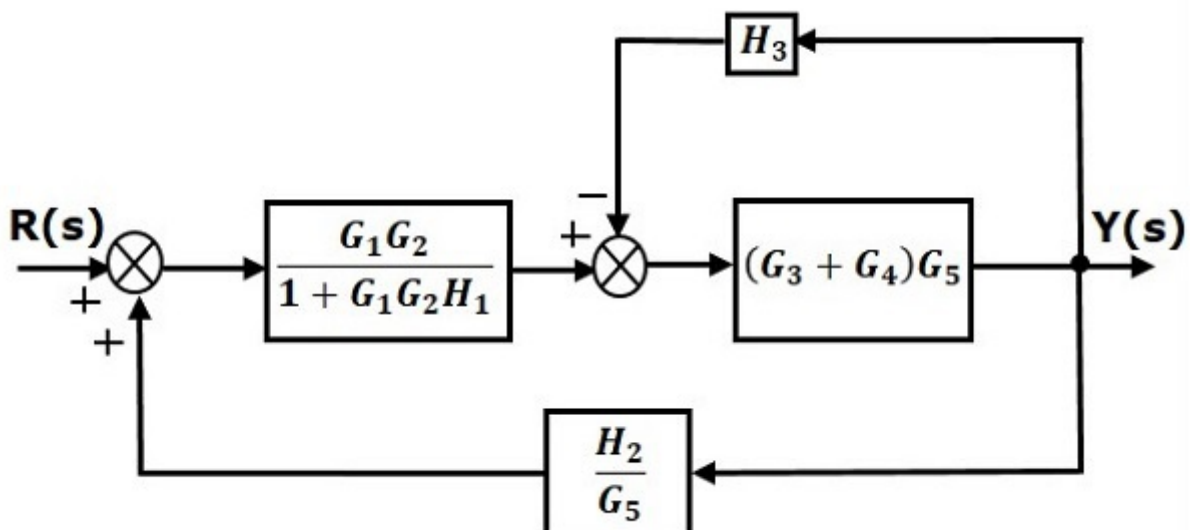 H₃
−
R(s)
+
+
G₁G₂
1 + G₁G₂H₁
+
(G₃ + G₄)G₅
Y(s)
H₂
G₅